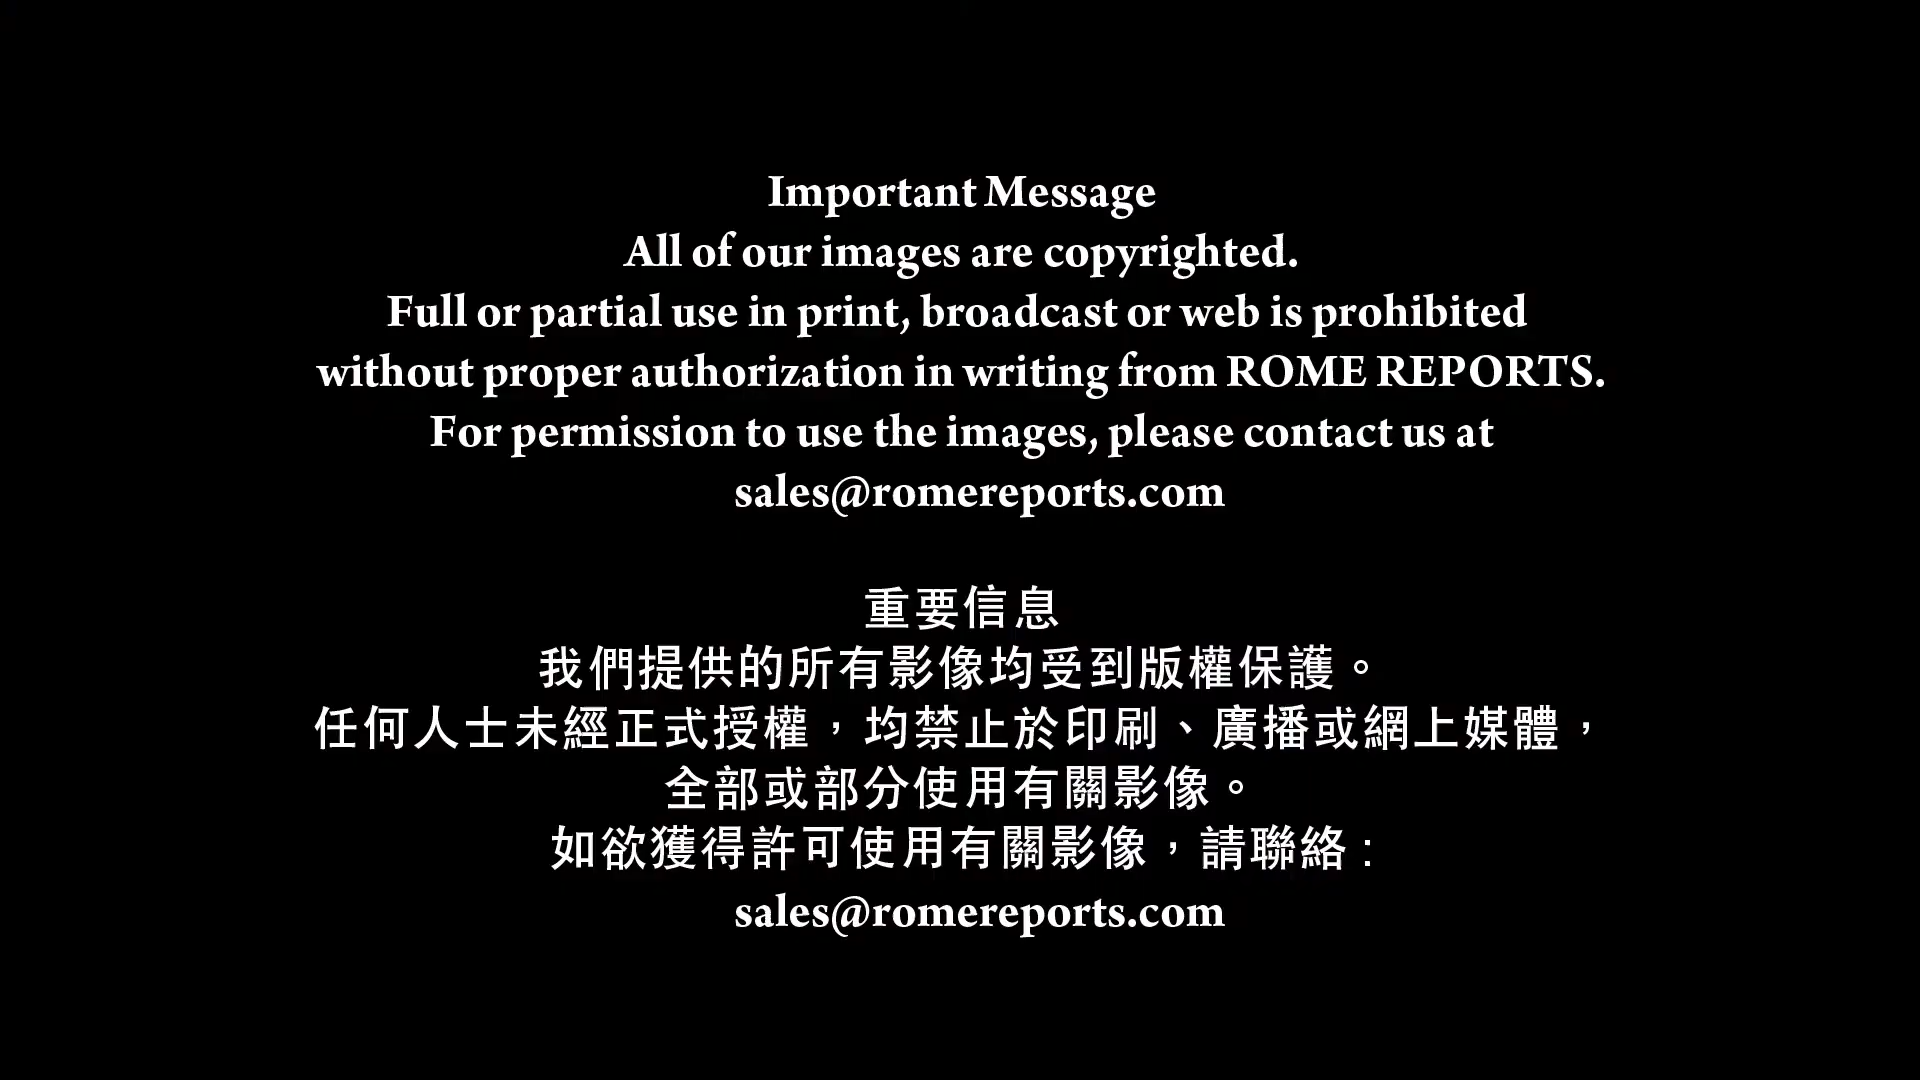 Important Message
All of our images are copyrighted.
Full or partial use in print, broadcast or web is prohibited
without proper authorization in writing from ROME REPORTS.
For permission to use the images, please contact us at
sales@romereports.com
重要信息
我們提供的所有影像均受到版權保護。
任何人士未經正式授權，均禁止於印刷、廣播或網上媒體，
全部或部分使用有關影像。
如欲獲得許可使用有關影像，請聯絡：
sales@romereports.com